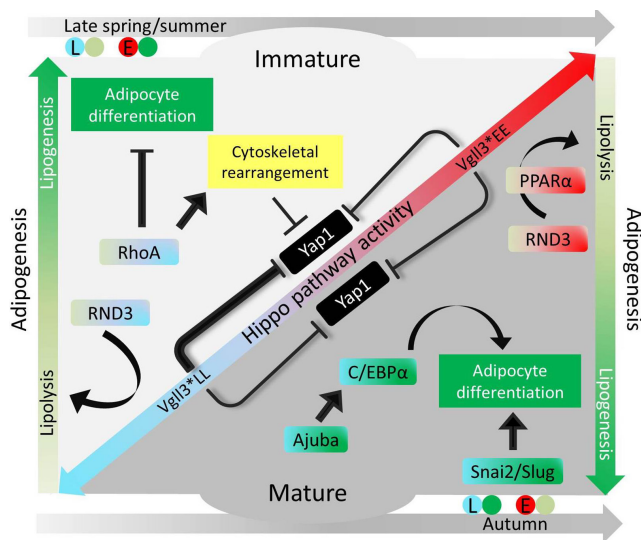 Late spring/summer
L
E
Immature
Lipogenesis
Adipogenesis
Lipolysis
Adipocyte
differentiation
Cytoskeletal
rearrangement
RhoA
RND3
Yap1
Yap1
Vgll3*EE
Hippo pathway activity
Vgll3*LL
PPARα
RND3
Lipolysis
Adipogenesis
Lipogenesis
C/EBPα
Ajuba
Adipocyte
differentiation
Snai2/Slug
Mature
L
E
Autumn